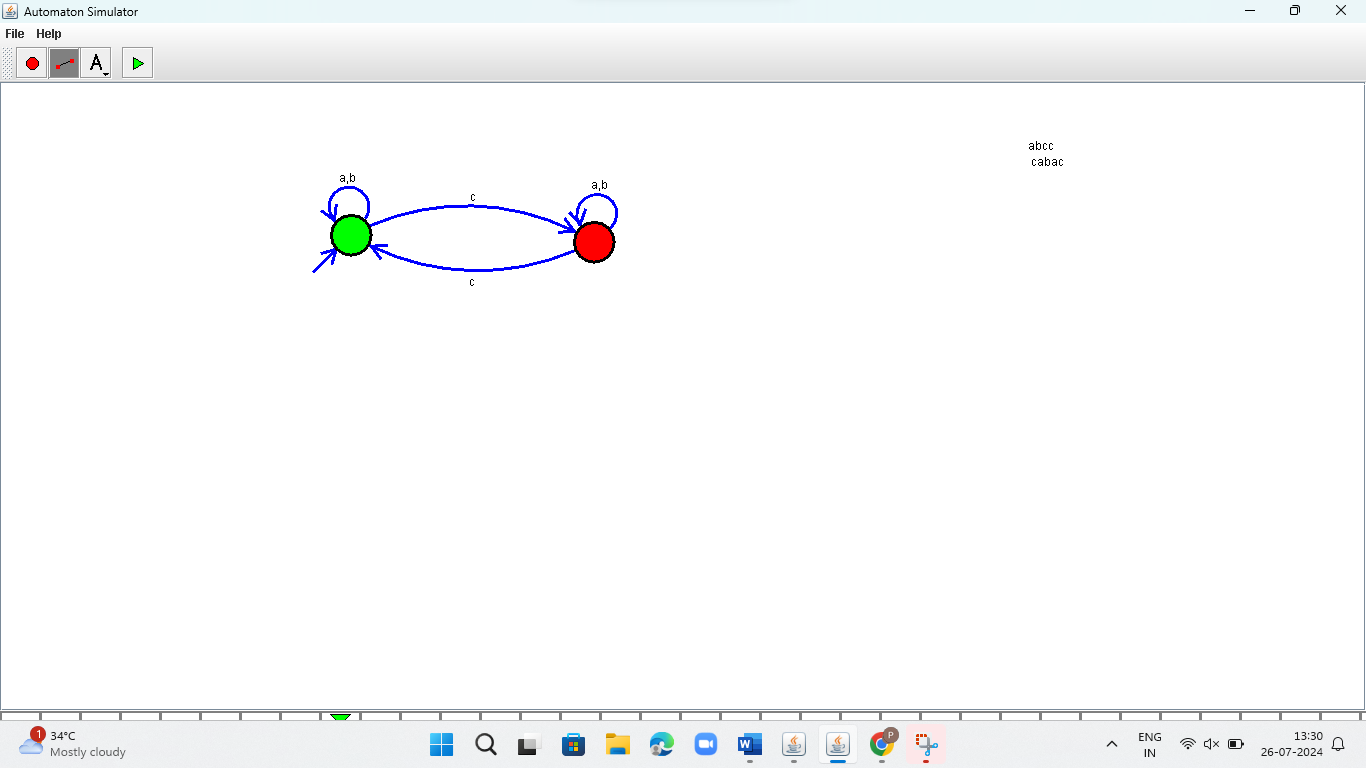 Automaton Simulator
File Help
A
abcc
cabac
a,b
a,b
c
c
1
34°C
Mostly cloudy
W
P
ENG
IN
13:30
26-07-2024